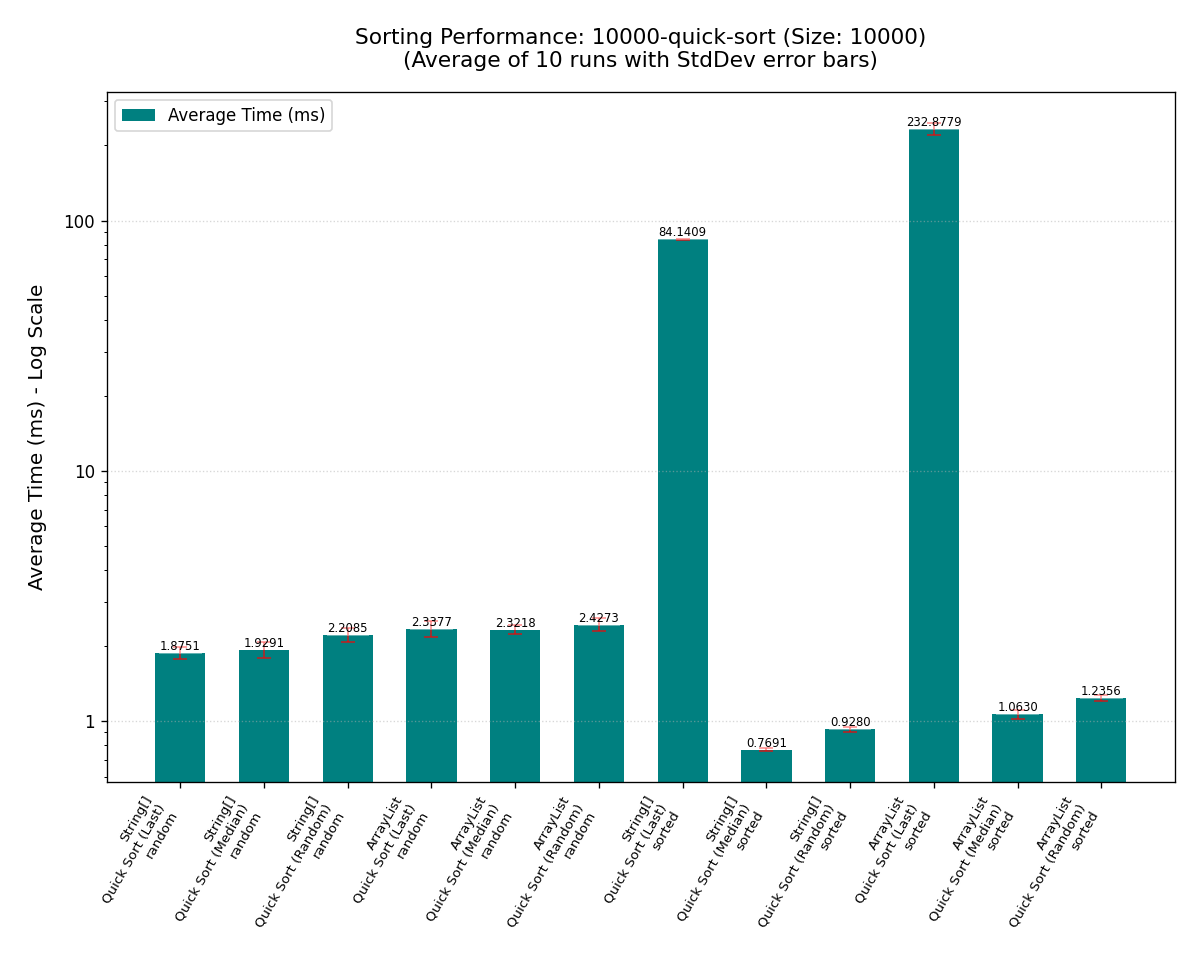 Sorting Performance: 10000-quick-sort (Size: 10000)
(Average of 10 runs with StdDev error bars)
Average Time (ms)
Average Time (ms) - Log Scale
100
10
1
1.8751
1.9291
2.2085
2.3377
2.3218
2.4273
84.1409
0.7691
0.9280
232.8779
1.0630
1.2356
String[]
Quick Sort (Last)
random
String[]
Quick Sort (Median)
random
String[]
Quick Sort (Random)
random
ArrayList
Quick Sort (Last)
random
ArrayList
Quick Sort (Median)
random
ArrayList
Quick Sort (Random)
random
String[]
Quick Sort (Last)
sorted
String[]
Quick Sort (Median)
sorted
String[]
Quick Sort (Random)
sorted
ArrayList
Quick Sort (Last)
sorted
ArrayList
Quick Sort (Median)
sorted
ArrayList
Quick Sort (Random)
sorted